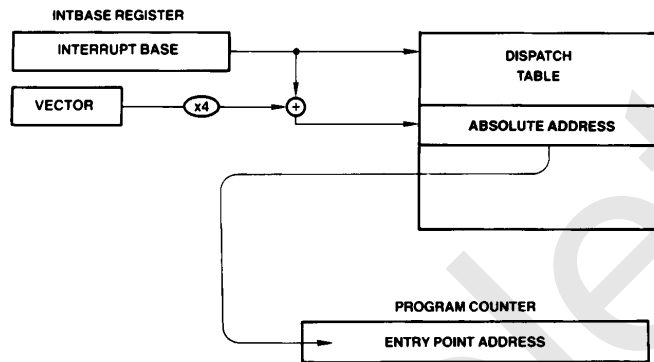 INTBASE REGISTER
INTERRUPT BASE
DISPATCH
TABLE
VECTOR
x4
+
ABSOLUTE ADDRESS
PROGRAM COUNTER
ENTRY POINT ADDRESS